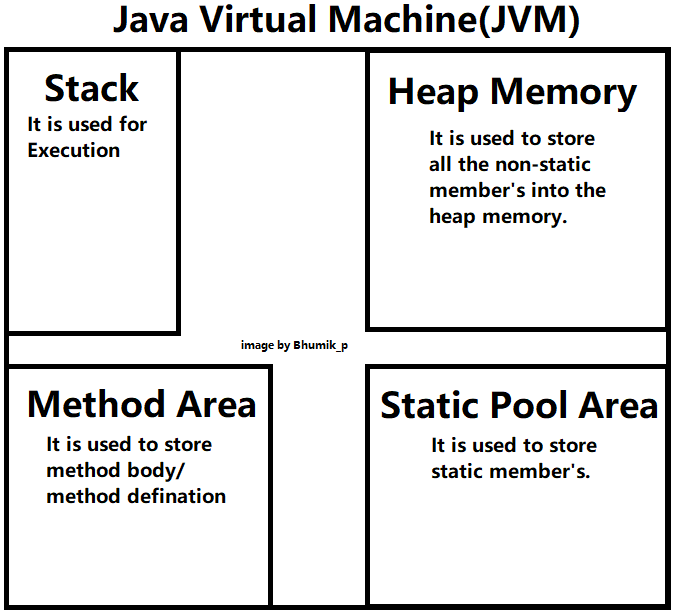 Java Virtual Machine(JVM)
Stack
It is used for
Execution
Heap Memory
It is used to store
all the non-static
member's into the
heap memory.
image by Bhumik_p
Method Area
It is used to store
method body/
method defination
Static Pool Area
It is used to store
static member's.